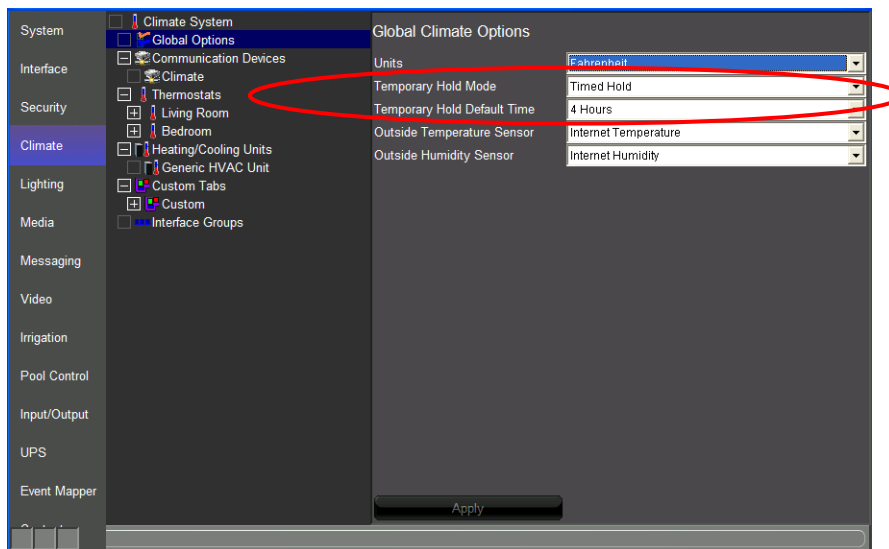 System
Interface
Security
Climate
Lighting
Media
Messaging
Video
Irrigation
Pool Control
Input/Output
UPS
Event Mapper
Climate System
Global Options
Communication Devices
Climate
Thermostats
Living Room
Bedroom
Heating/Cooling Units
Generic HVAC Unit
Custom Tabs
Custom
Interface Groups
Global Climate Options
Units Fahrenheit
Temporary Hold Mode Timed Hold
Temporary Hold Default Time 4 Hours
Outside Temperature Sensor Internet Temperature
Outside Humidity Sensor Internet Humidity
Apply